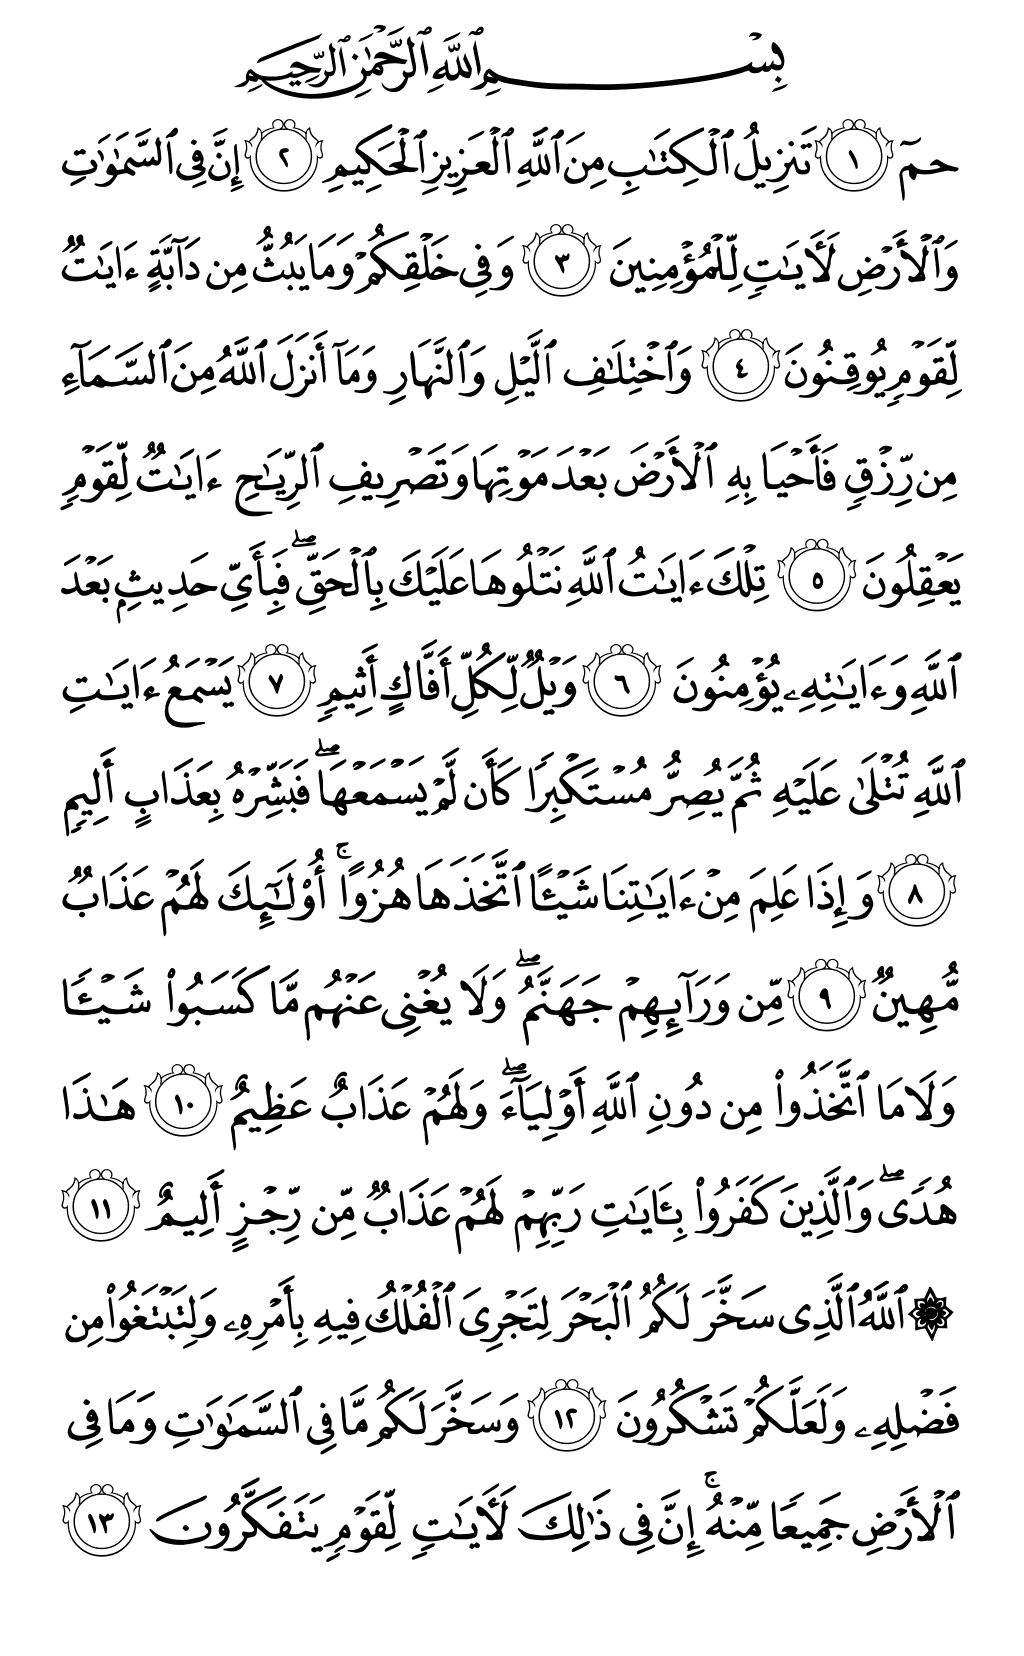 بِسْمِ ٱللَّهِ ٱلرَّحْمَٰنِ ٱلرَّحِيمِ
حمٓ ١ تَنزِيلُ ٱلْكِتَٰبِ مِنَ ٱللَّهِ ٱلْعَزِيزِ ٱلْحَكِيمِ ٢ إِنَّ فِى ٱلسَّمَٰوَٰتِ
وَٱلْأَرْضِ لَءَايَٰتٍ لِّلْمُؤْمِنِينَ ٣ وَفِى خَلْقِكُمْ وَمَا يَبُثُّ مِن دَآبَّةٍ ءَايَٰتٌ
لِّقَوْمٍ يُوقِنُونَ ٤ وَٱخْتِلَٰفِ ٱلَّيْلِ وَٱلنَّهَارِ وَمَآ أَنزَلَ ٱللَّهُ مِنَ ٱلسَّمَآءِ
مِن رِّزْقٍ فَأَحْيَا بِهِ ٱلْأَرْضَ بَعْدَ مَوْتِهَا وَتَصْرِيفِ ٱلرِّيَٰحِ ءَايَٰتٌ لِّقَوْمٍ
يَعْقِلُونَ ٥ تِلْكَ ءَايَٰتُ ٱللَّهِ نَتْلُوهَا عَلَيْكَ بِٱلْحَقِّ ۖ فَبِأَىِّ حَدِيثٍۭ بَعْدَ
ٱللَّهِ وَءَايَٰتِهِۦ يُؤْمِنُونَ ٦ وَيْلٌ لِّكُلِّ أَفَّاكٍ أَثِيمٍ ٧ يَسْمَعُ ءَايَٰتِ
ٱللَّهِ تُتْلَىٰ عَلَيْهِ ثُمَّ يُصِرُّ مُسْتَكْبِرًا كَأَن لَّمْ يَسْمَعْهَا ۖ فَبَشِّرْهُ بِعَذَابٍ أَلِيمٍ
٨ وَإِذَا عَلِمَ مِنْ ءَايَٰتِنَا شَيْـًٔا ٱتَّخَذَهَا هُزُوًا ۚ أُو۟لَٰٓئِكَ لَهُمْ عَذَابٌ
مُّهِينٌ ٩ مِّن وَرَآئِهِمْ جَهَنَّمُ ۖ وَلَا يُغْنِى عَنْهُم مَّا كَسَبُوا۟ شَيْـًٔا
وَلَا مَا ٱتَّخَذُوا۟ مِن دُونِ ٱللَّهِ أَوْلِيَآءَ ۖ وَلَهُمْ عَذَابٌ عَظِيمٌ ١٠ هَٰذَا
هُدًى ۖ وَٱلَّذِينَ كَفَرُوا۟ بِـَٔايَٰتِ رَبِّهِمْ لَهُمْ عَذَابٌ مِّن رِّجْزٍ أَلِيمٌ ١١
۞ ٱللَّهُ ٱلَّذِى سَخَّرَ لَكُمُ ٱلْبَحْرَ لِتَجْرِىَ ٱلْفُلْكُ فِيهِ بِأَمْرِهِۦ وَلِتَبْتَغُوا۟ مِن
فَضْلِهِۦ وَلَعَلَّكُمْ تَشْكُرُونَ ١٢ وَسَخَّرَ لَكُم مَّا فِى ٱلسَّمَٰوَٰتِ وَمَا فِى
ٱلْأَرْضِ جَمِيعًا مِّنْهُ ۚ إِنَّ فِى ذَٰلِكَ لَءَايَٰتٍ لِّقَوْمٍ يَتَفَكَّرُونَ ١٣